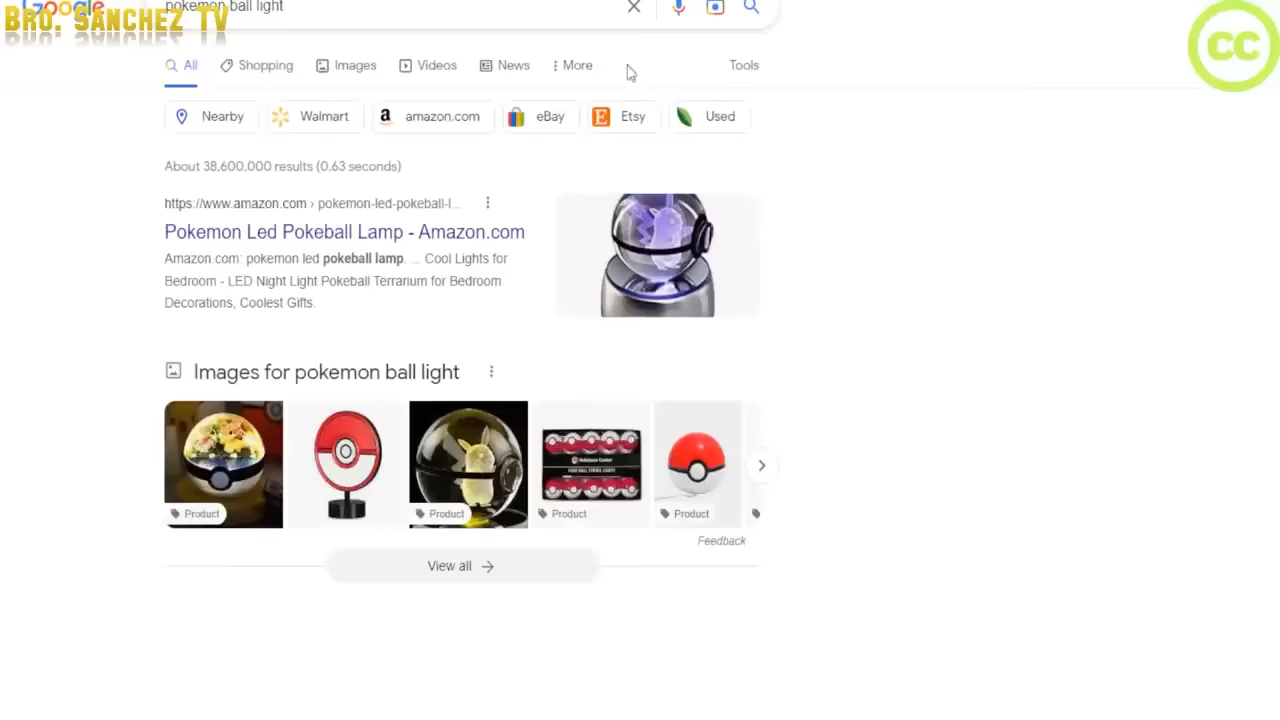 Google
BRO. SANCHEZ TV
pokemon ball light
CC
All
Shopping
Images
Videos
News
More
Tools
Nearby
Walmart
amazon.com
eBay
Etsy
Used
About 38,600,000 results (0.63 seconds)
https://www.amazon.com › pokemon-led-pokeball-l...
Pokemon Led Pokeball Lamp - Amazon.com
Amazon.com: pokemon led pokeball lamp. ... Cool Lights for
Bedroom - LED Night Light Pokeball Terrarium for Bedroom
Decorations, Coolest Gifts.
Images for pokemon ball light
Product
Product
Product
Product
Feedback
View all